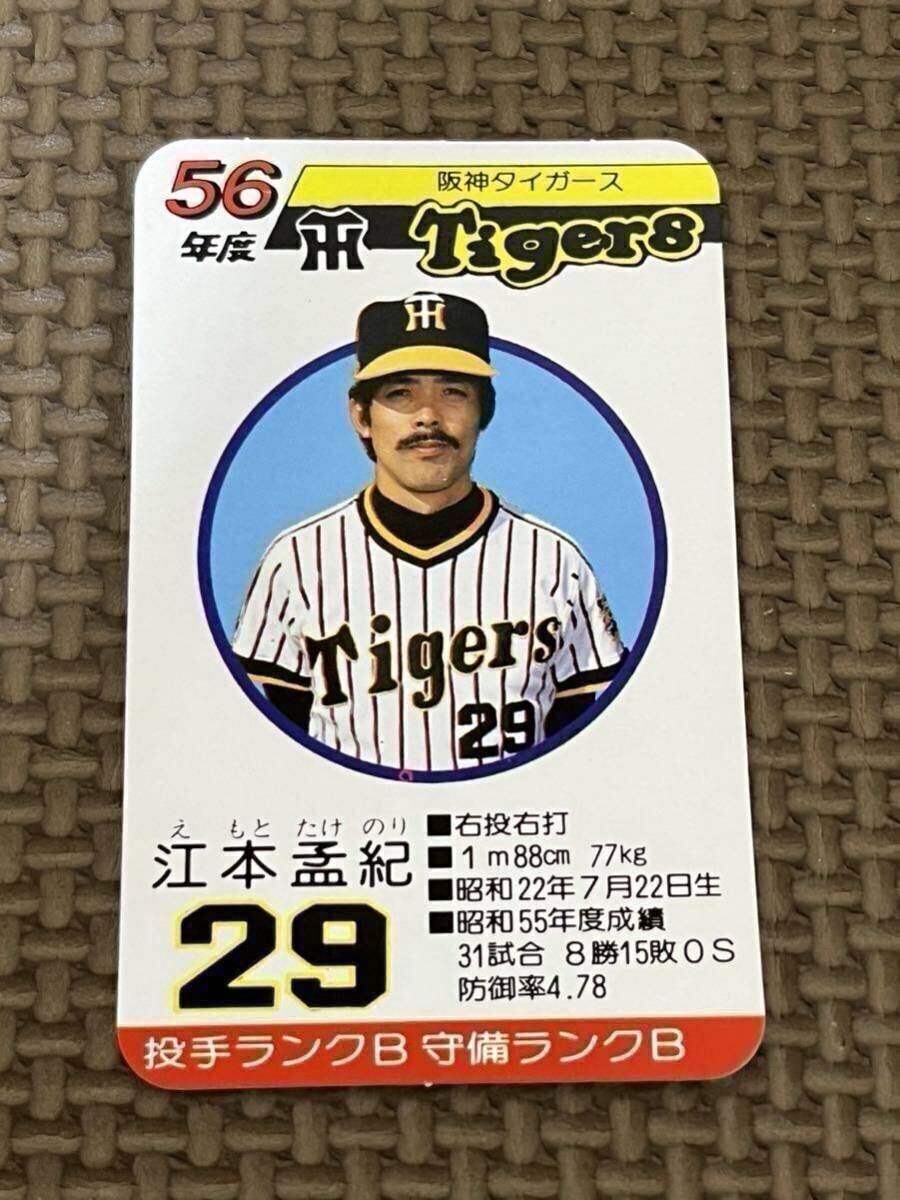 56
年度
阪神タイガース
TH Tigers
TH
Tigers
29
え もと たけ のり
江本孟紀
29
■右投右打
■1m88cm 77kg
■昭和22年7月22日生
■昭和55年度成績
31試合 8勝15敗0S
防御率4.78
投手ランクB 守備ランクB